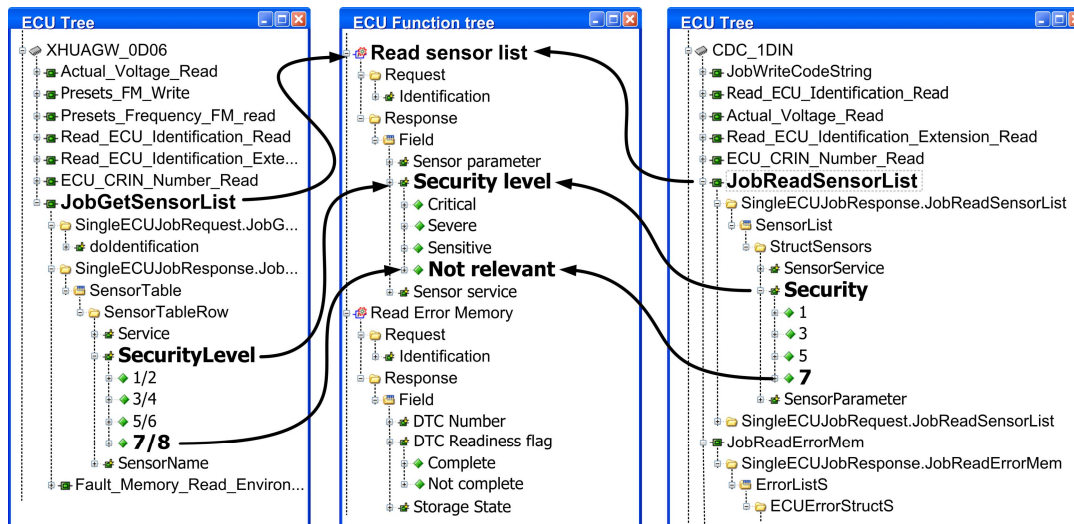 ECU Tree
XHUAGW_0D06
Actual_Voltage_Read
Presets_FM_Write
Presets_Frequency_FM_read
Read_ECU_Identification_Read
Read_ECU_Identification_Exte...
ECU_CRIN_Number_Read
JobGetSensorList
SingleECUJobRequest.JobG...
doIdentification
SingleECUJobResponse.Job...
SensorTable
SensorTableRow
Service
SecurityLevel
1/2
3/4
5/6
7/8
SensorName
Fault_Memory_Read_Environ...
ECU Function tree
Read sensor list
Request
Identification
Response
Field
Sensor parameter
Security level
Critical
Severe
Sensitive
Not relevant
Sensor service
Read Error Memory
Request
Identification
Response
Field
DTC Number
DTC Readiness flag
Complete
Not complete
Storage State
ECU Tree
CDC_1DIN
JobWriteCodeString
Read_ECU_Identification_Read
Actual_Voltage_Read
Read_ECU_Identification_Extension_Read
ECU_CRIN_Number_Read
JobReadSensorList
SingleECUJobResponse.JobReadSensorList
SensorList
StructSensors
SensorService
Security
1
3
5
7
SensorParameter
SingleECUJobRequest.JobReadSensorList
JobReadErrorMem
SingleECUJobResponse.JobReadErrorMem
ErrorListS
ECUErrorStructS